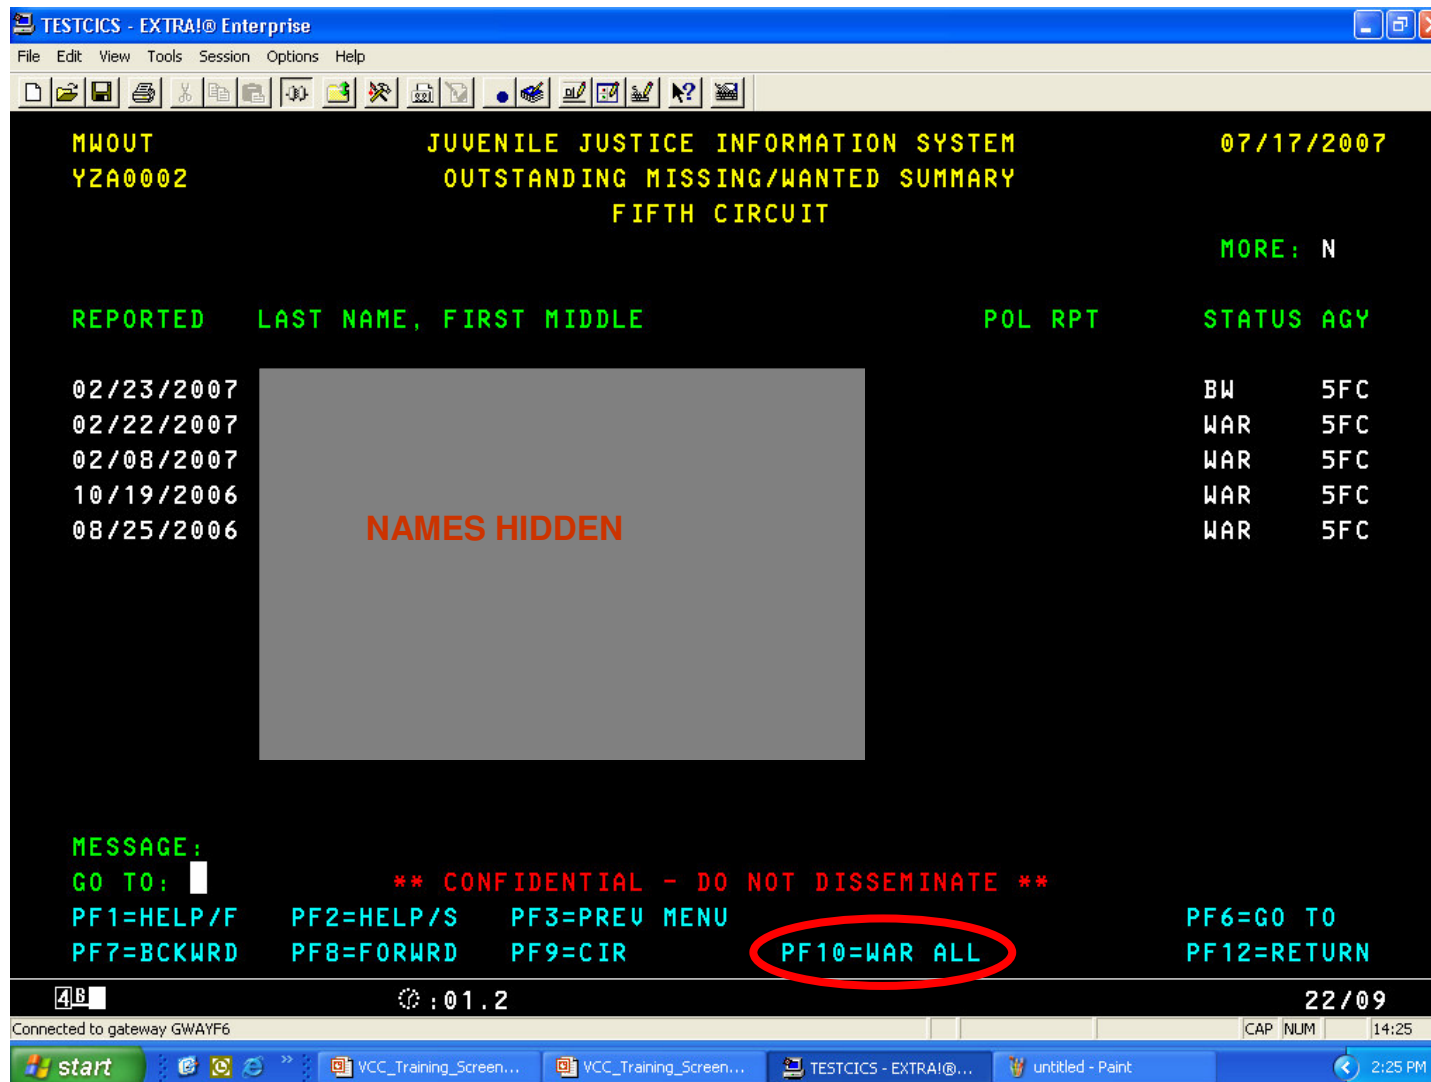 TESTCICS - EXTRA!® Enterprise
File Edit View Tools Session Options Help
MWOUT JUVENILE JUSTICE INFORMATION SYSTEM 07/17/2007
YZA0002 OUTSTANDING MISSING/WANTED SUMMARY
FIFTH CIRCUIT
MORE: N
REPORTED LAST NAME, FIRST MIDDLE POL RPT STATUS AGY
02/23/2007 BW 5FC
02/22/2007 WAR 5FC
02/08/2007 WAR 5FC
10/19/2006 WAR 5FC
08/25/2006 NAMES HIDDEN WAR 5FC
MESSAGE:
GO TO: ** CONFIDENTIAL - DO NOT DISSEMINATE **
PF1=HELP/F PF2=HELP/S PF3=PREV MENU PF6=GO TO
PF7=BCKWRD PF8=FORWRD PF9=CIR PF10=WAR ALL PF12=RETURN
4B :01.2 22/09
Connected to gateway GWAYF6 CAP NUM 14:25
start VCC_Training_Screen... VCC_Training_Screen... TESTCICS - EXTRA!®... untitled - Paint 2:25 PM